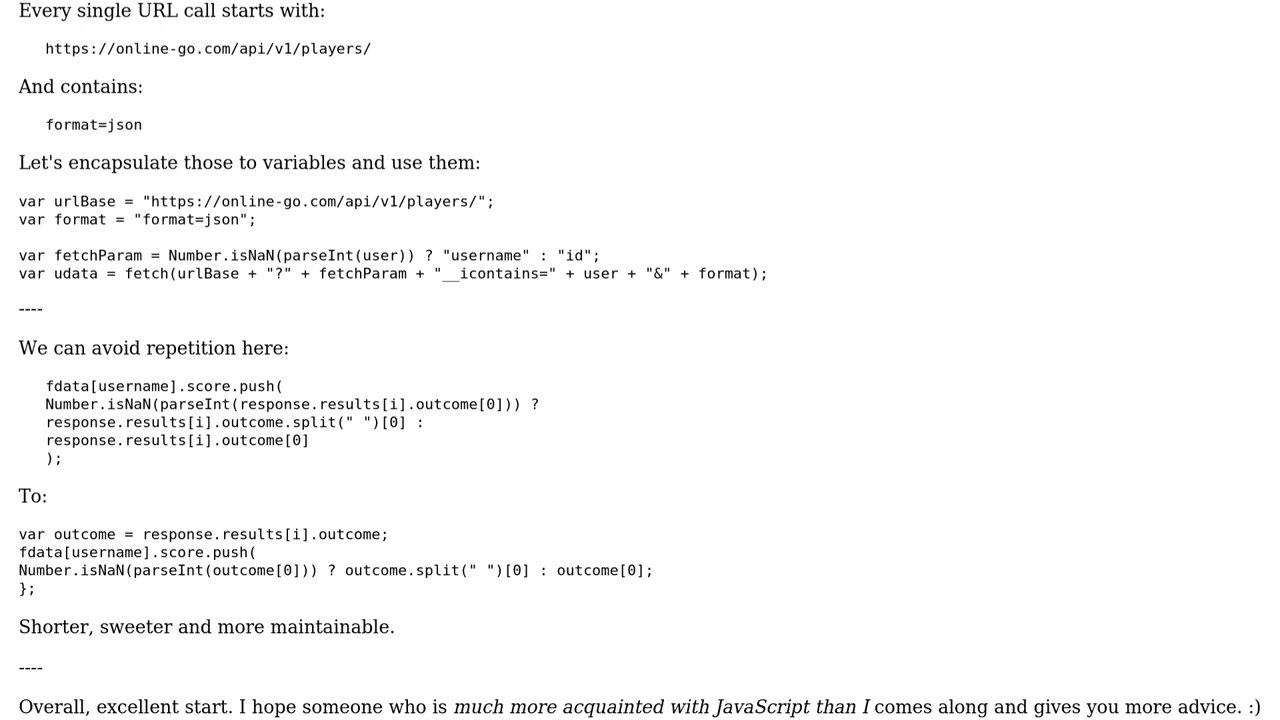 Every single URL call starts with:
https://online-go.com/api/v1/players/
And contains:
format=json
Let's encapsulate those to variables and use them:
var urlBase = "https://online-go.com/api/v1/players/";
var format = "format=json";
var fetchParam = Number.isNaN(parseInt(user)) ? "username" : "id";
var udata = fetch(urlBase + "?" + fetchParam + "__icontains=" + user + "&" + format);
----
We can avoid repetition here:
fdata[username].score.push(
Number.isNaN(parseInt(response.results[i].outcome[0])) ?
response.results[i].outcome.split(" ")[0] :
response.results[i].outcome[0]
);
To:
var outcome = response.results[i].outcome;
fdata[username].score.push(
Number.isNaN(parseInt(outcome[0])) ? outcome.split(" ")[0] : outcome[0];
};
Shorter, sweeter and more maintainable.
----
Overall, excellent start. I hope someone who is much more acquainted with JavaScript than I comes along and gives you more advice. :)